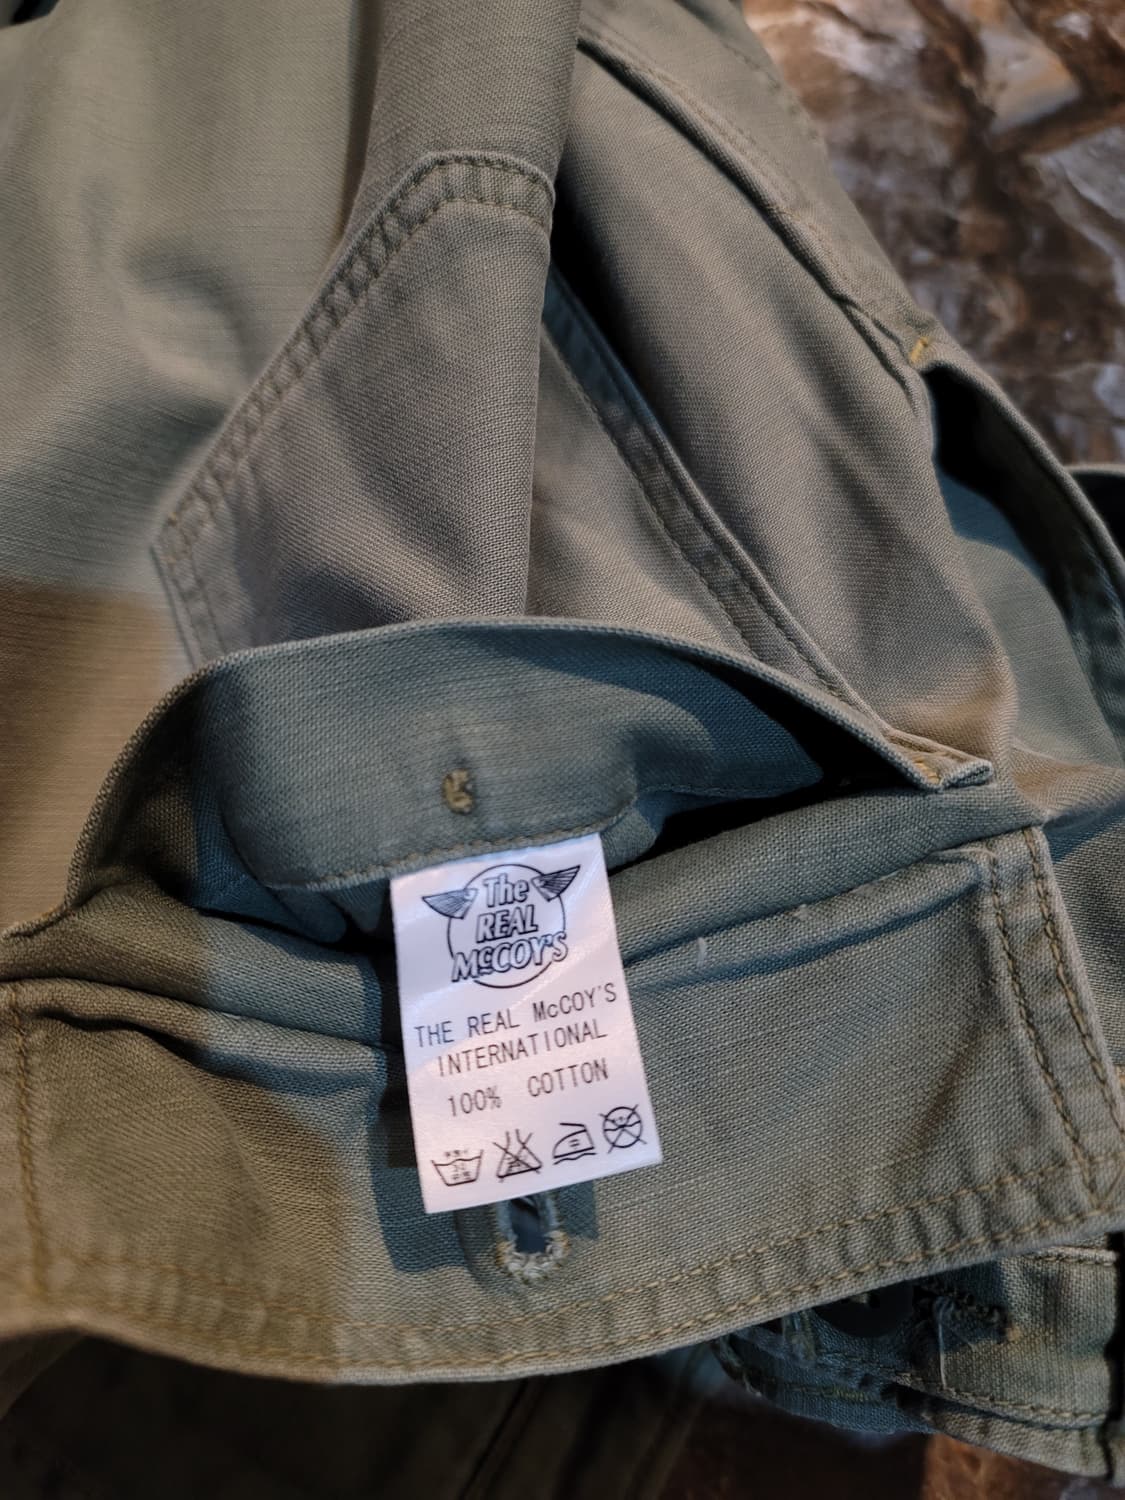 The
REAL
McCOY'S
THE REAL McCOY'S
INTERNATIONAL
100% COTTON